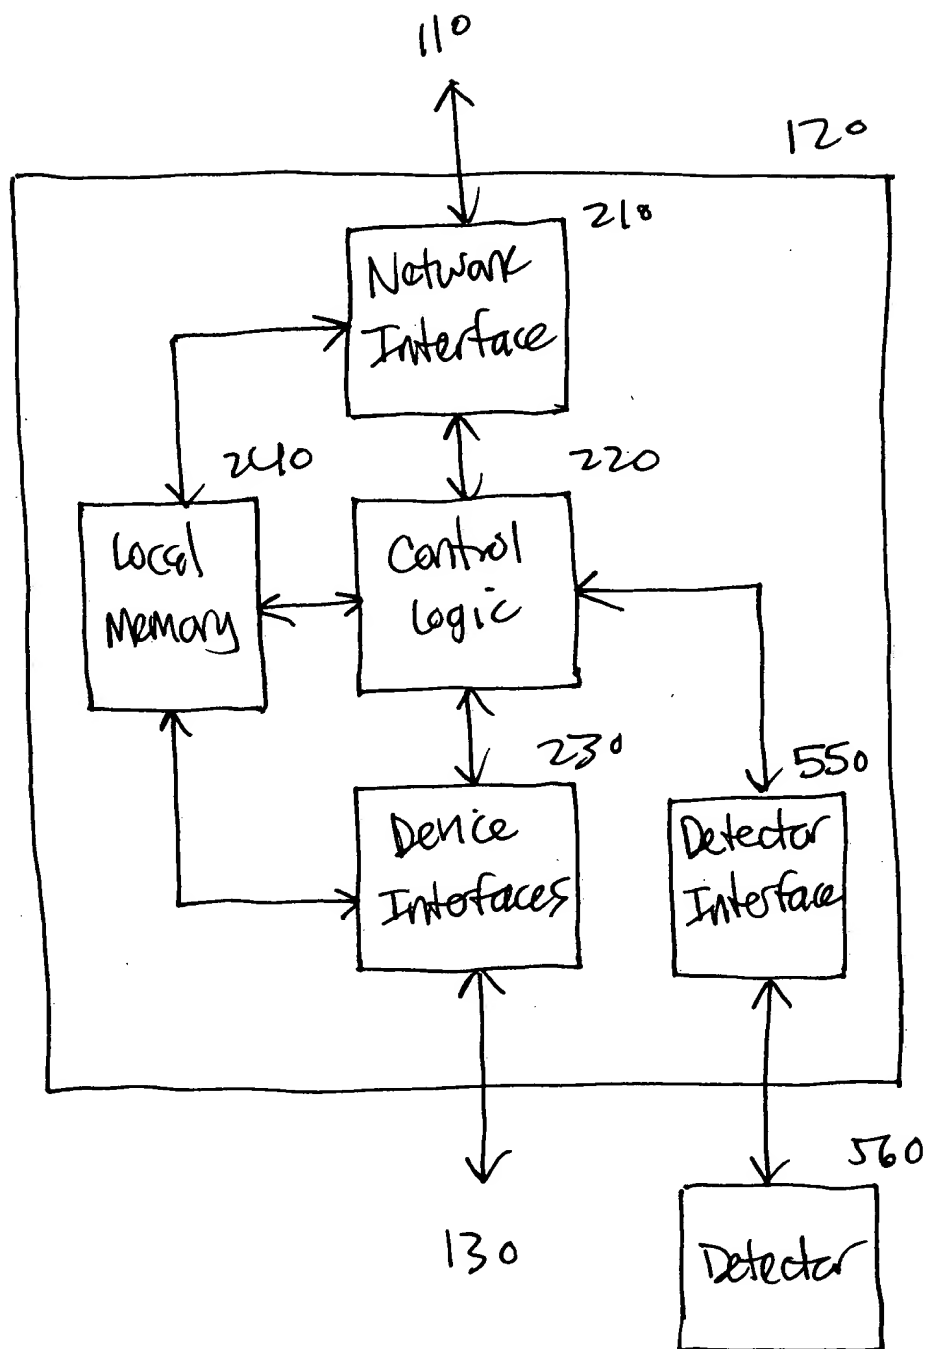 110
120
210
Network
Interface
240
220
Local
Memory
Control
Logic
230
550
Device
Interfaces
Detector
Interface
560
130
Detector